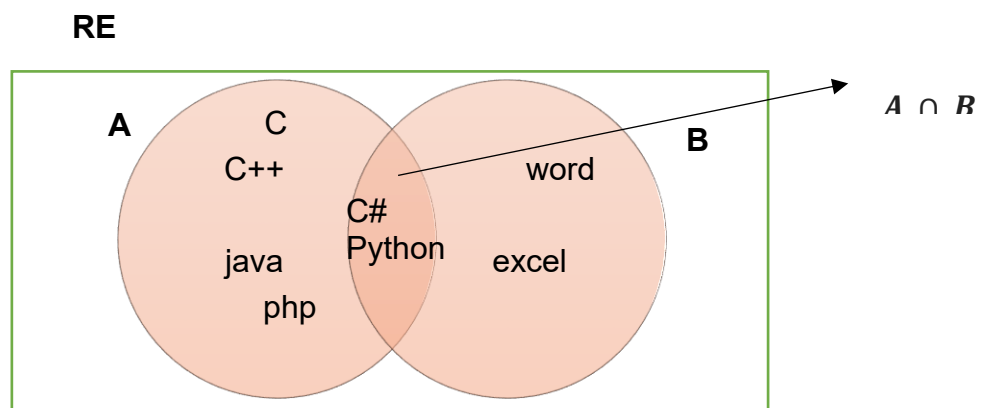 RE
A ∩ B
A
C
B
C++
word
C#
Python
java
excel
php